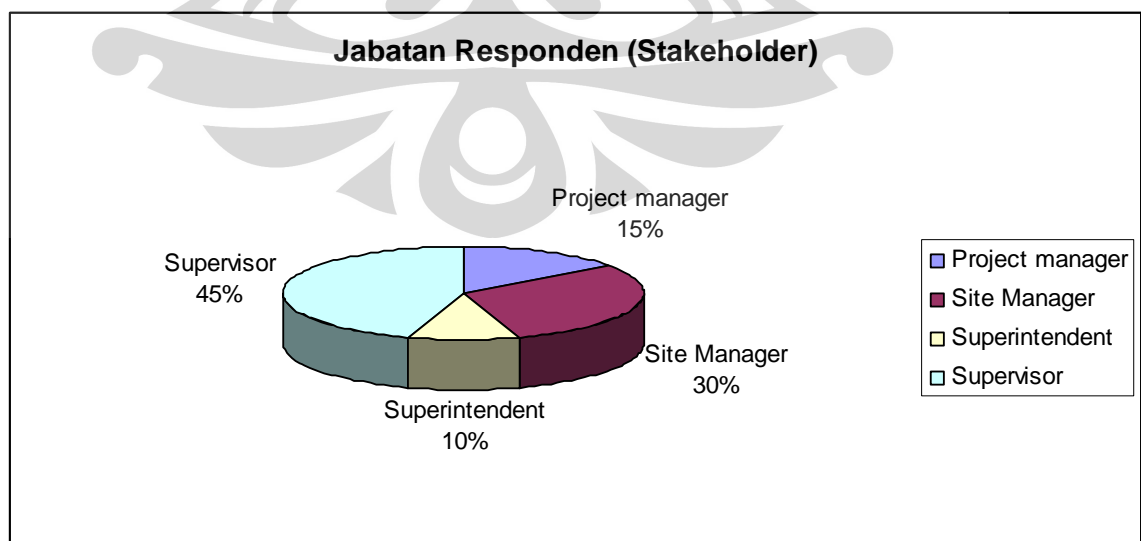 Jabatan Responden (Stakeholder)
Project manager
15%
Supervisor
45%
Site Manager
30%
Superintendent
10%
Project manager
Site Manager
Superintendent
Supervisor